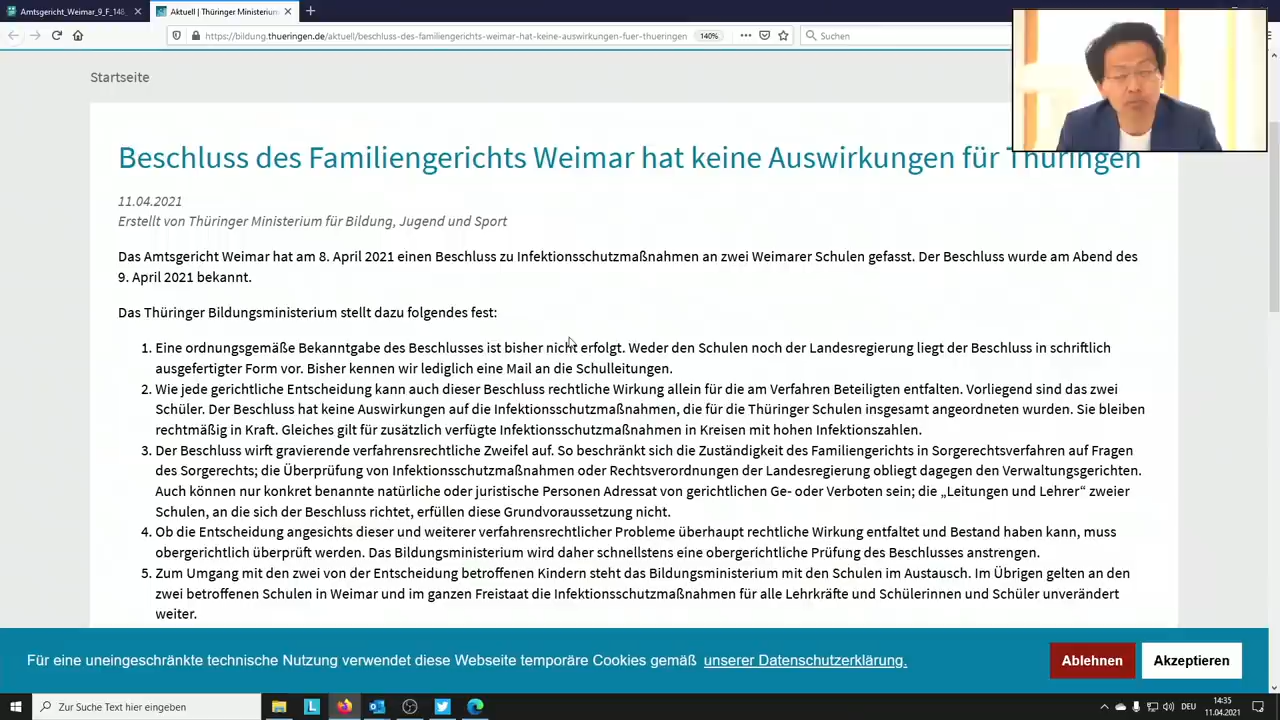 Amtsgericht_Weimar_9_F_148_
Aktuell | Thüringer Ministerium
https://bildung.thueringen.de/aktuell/beschluss-des-familiengerichts-weimar-hat-keine-auswirkungen-fuer-thueringen
140%
Suchen
Startseite
Beschluss des Familiengerichts Weimar hat keine Auswirkungen für Thüringen
11.04.2021
Erstellt von Thüringer Ministerium für Bildung, Jugend und Sport
Das Amtsgericht Weimar hat am 8. April 2021 einen Beschluss zu Infektionsschutzmaßnahmen an zwei Weimarer Schulen gefasst. Der Beschluss wurde am Abend des
9. April 2021 bekannt.
Das Thüringer Bildungsministerium stellt dazu folgendes fest:
1. Eine ordnungsgemäße Bekanntgabe des Beschlusses ist bisher nicht erfolgt. Weder den Schulen noch der Landesregierung liegt der Beschluss in schriftlich
ausgefertigter Form vor. Bisher kennen wir lediglich eine Mail an die Schulleitungen.
2. Wie jede gerichtliche Entscheidung kann auch dieser Beschluss rechtliche Wirkung allein für die am Verfahren Beteiligten entfalten. Vorliegend sind das zwei
Schüler. Der Beschluss hat keine Auswirkungen auf die Infektionsschutzmaßnahmen, die für die Thüringer Schulen insgesamt angeordneten wurden. Sie bleiben
rechtmäßig in Kraft. Gleiches gilt für zusätzlich verfügte Infektionsschutzmaßnahmen in Kreisen mit hohen Infektionszahlen.
3. Der Beschluss wirft gravierende verfahrensrechtliche Zweifel auf. So beschränkt sich die Zuständigkeit des Familiengerichts in Sorgerechtsverfahren auf Fragen
des Sorgerechts; die Überprüfung von Infektionsschutzmaßnahmen oder Rechtsverordnungen der Landesregierung obliegt dagegen den Verwaltungsgerichten.
Auch können nur konkret benannte natürliche oder juristische Personen Adressat von gerichtlichen Ge- oder Verboten sein; die „Leitungen und Lehrer“ zweier
Schulen, an die sich der Beschluss richtet, erfüllen diese Grundvoraussetzung nicht.
4. Ob die Entscheidung angesichts dieser und weiterer verfahrensrechtlicher Probleme überhaupt rechtliche Wirkung entfaltet und Bestand haben kann, muss
obergerichtlich überprüft werden. Das Bildungsministerium wird daher schnellstens eine obergerichtliche Prüfung des Beschlusses anstrengen.
5. Zum Umgang mit den zwei von der Entscheidung betroffenen Kindern steht das Bildungsministerium mit den Schulen im Austausch. Im Übrigen gelten an den
zwei betroffenen Schulen in Weimar und im ganzen Freistaat die Infektionsschutzmaßnahmen für alle Lehrkräfte und Schülerinnen und Schüler unverändert
weiter.
Für eine uneingeschränkte technische Nutzung verwendet diese Webseite temporäre Cookies gemäß unserer Datenschutzerklärung.
Ablehnen
Akzeptieren
Zur Suche Text hier eingeben
DEU
14:35
11.04.2021